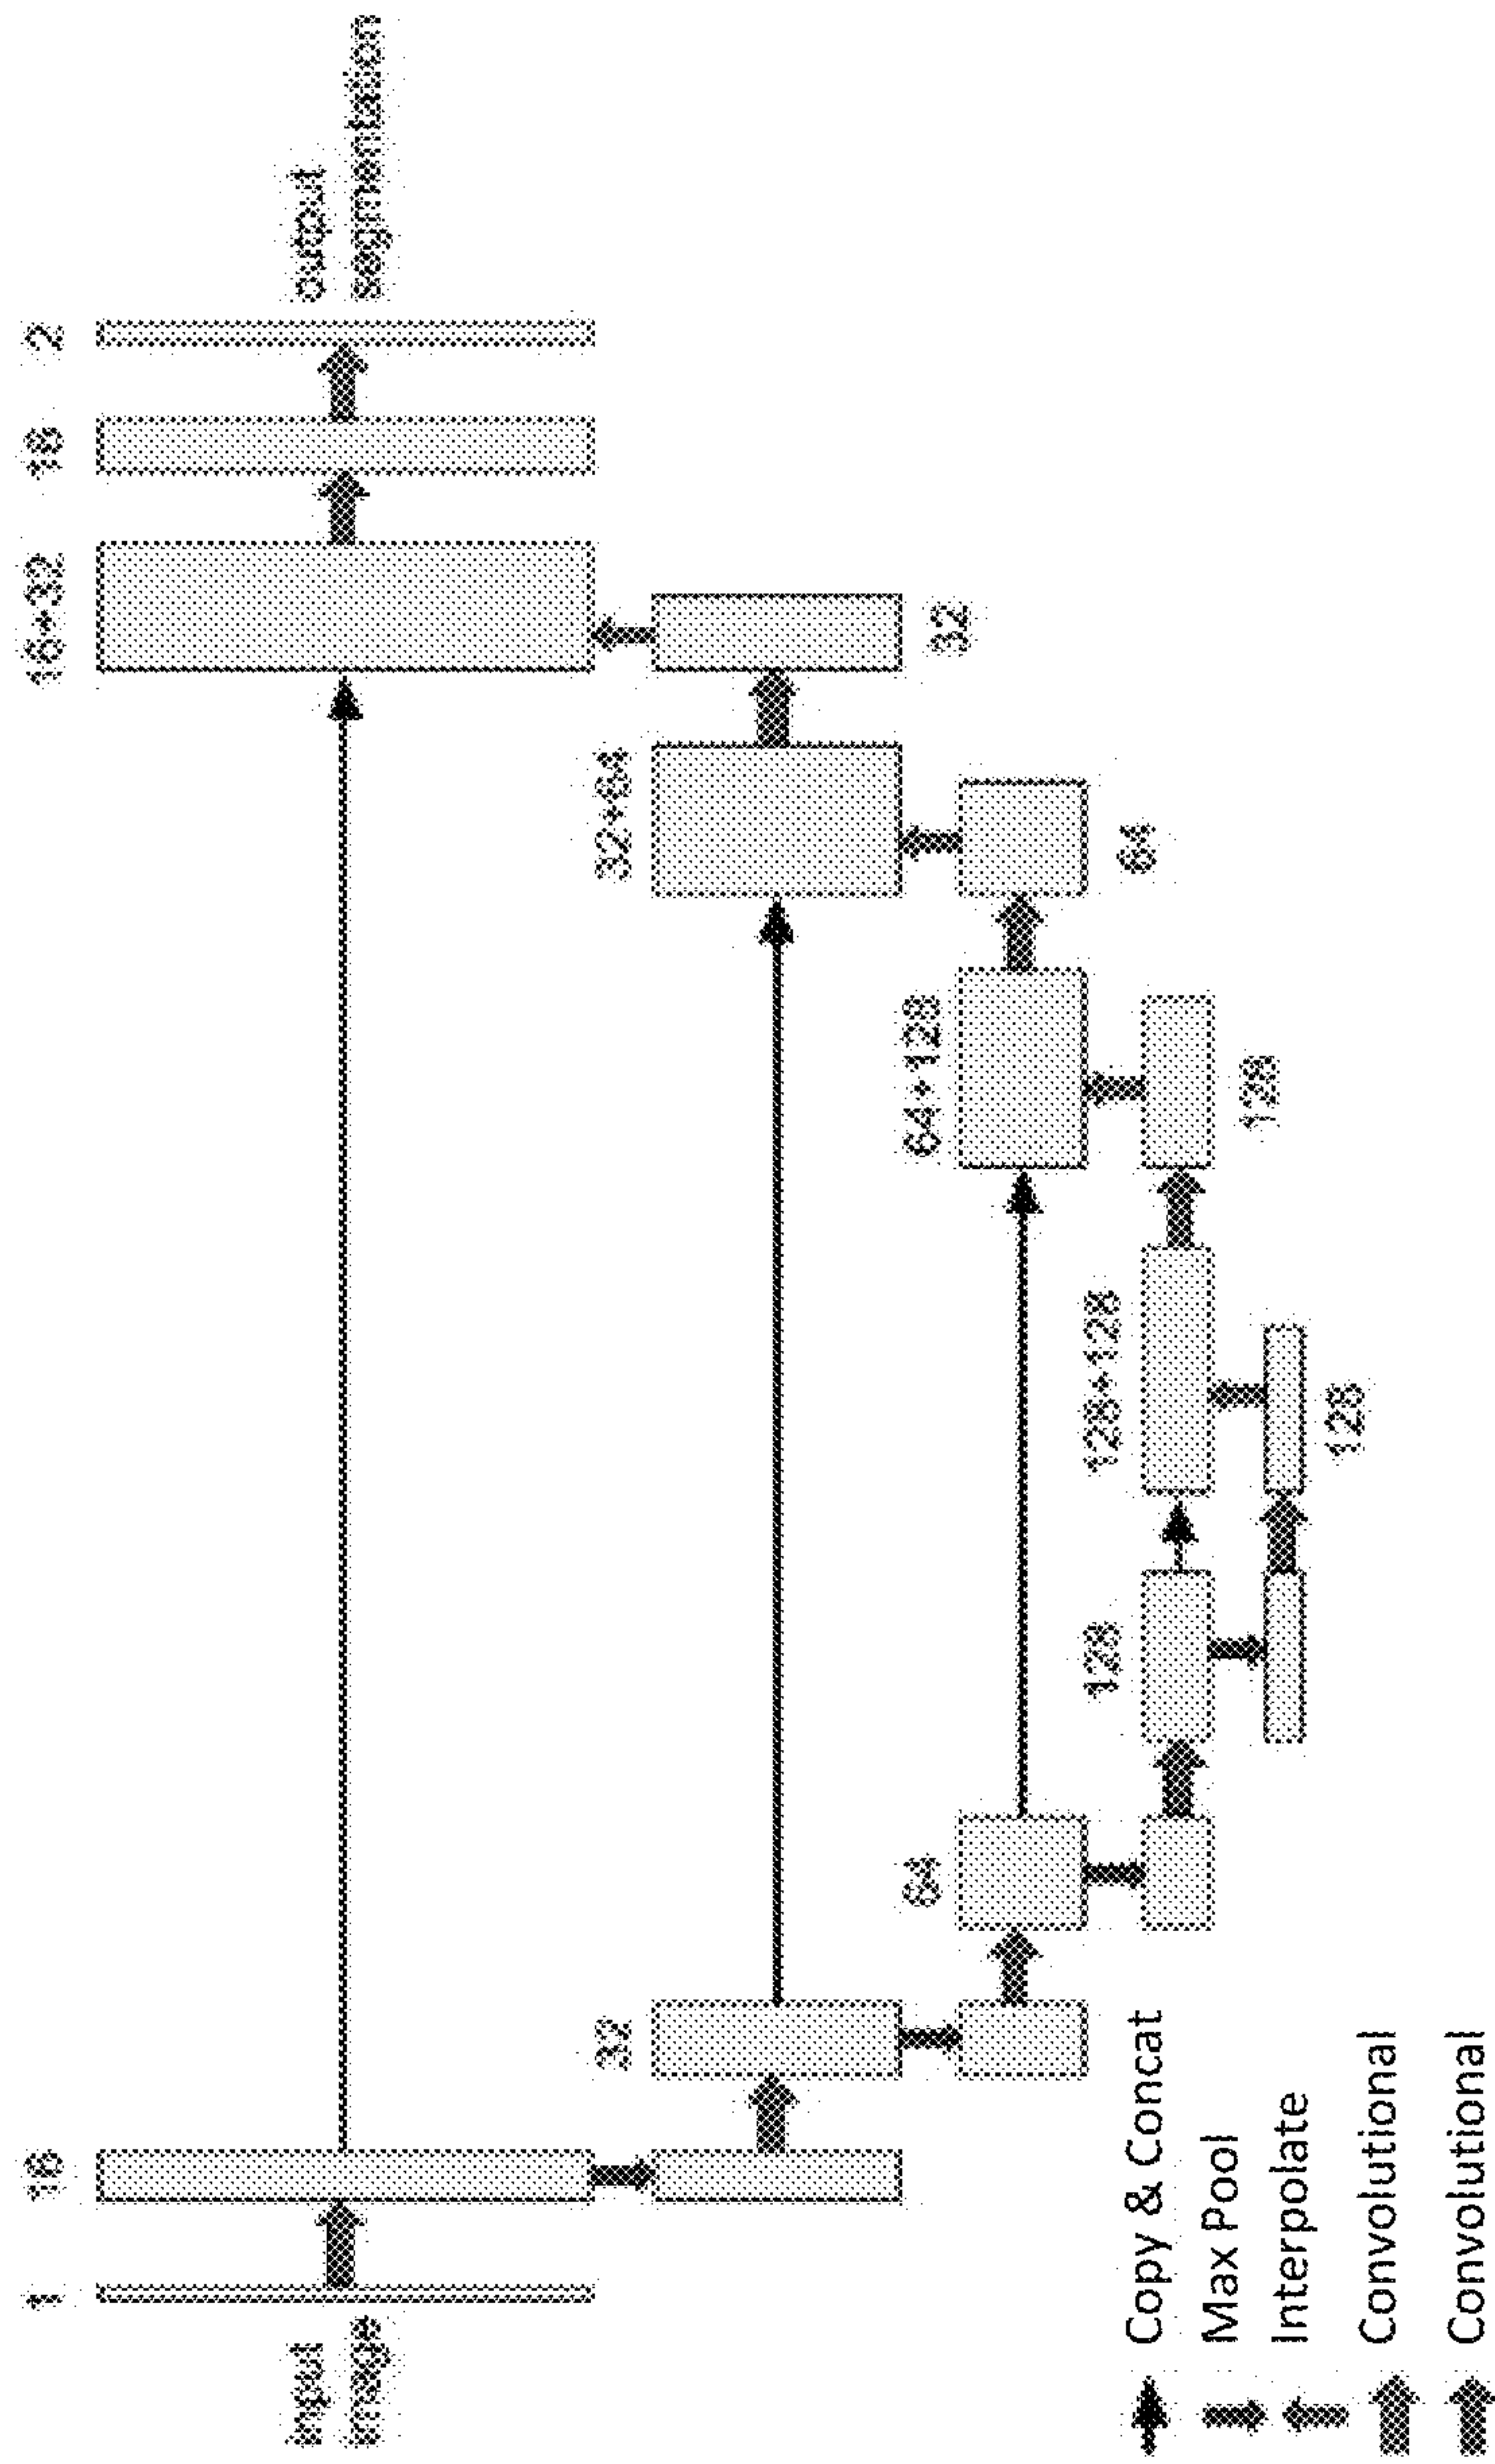 input
image
1
16
32
64
128
128+128
128
64+128
128
32+64
64
16+32
32
18
2
output
segmentation
Copy & Concat
Max Pool
Interpolate
Convolutional
Convolutional